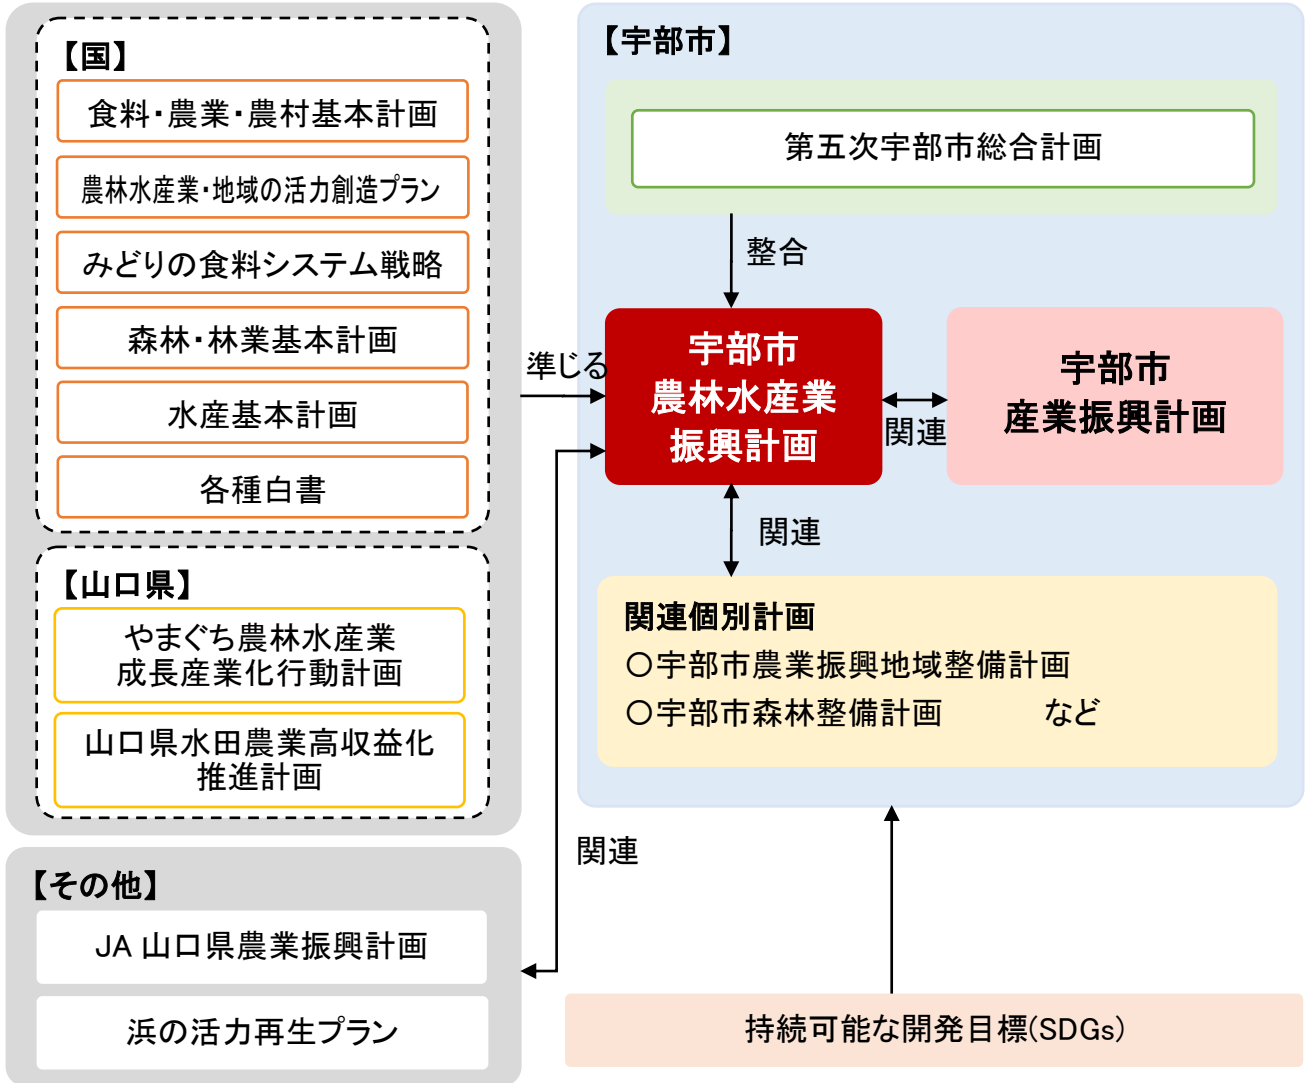 【国】
食料・農業・農村基本計画
農林水産業・地域の活力創造プラン
みどりの食料システム戦略
森林・林業基本計画
水産基本計画
各種白書
【山口県】
やまぐち農林水産業
成長産業化行動計画
山口県水田農業高収益化
推進計画
【その他】
JA 山口県農業振興計画
浜の活力再生プラン
準じる
関連
【宇部市】
第五次宇部市総合計画
整合
宇部市
農林水産業
振興計画
関連
宇部市
産業振興計画
関連
関連個別計画
○宇部市農業振興地域整備計画
○宇部市森林整備計画 など
持続可能な開発目標(SDGs)